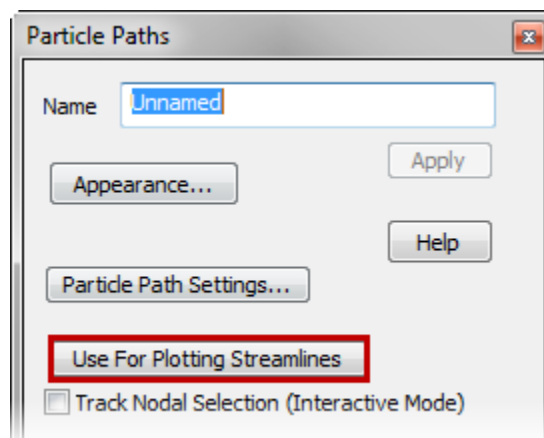 Particle Paths
Name Unnamed
Apply
Appearance...
Help
Particle Path Settings...
Use For Plotting Streamlines
Track Nodal Selection (Interactive Mode)